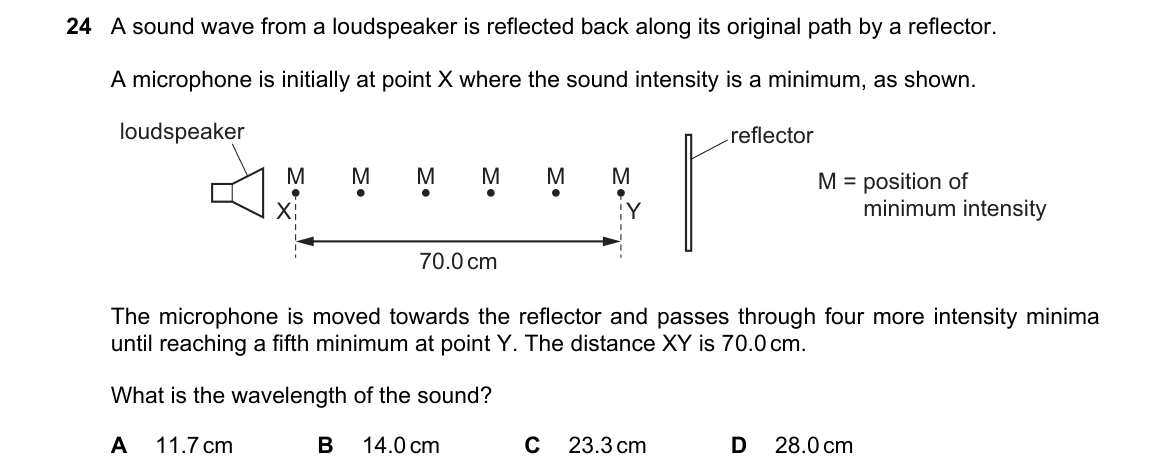 24 A sound wave from a loudspeaker is reflected back along its original path by a reflector.
A microphone is initially at point X where the sound intensity is a minimum, as shown.
loudspeaker
reflector
M M M M M M
M = position of
minimum intensity
X Y
70.0 cm
The microphone is moved towards the reflector and passes through four more intensity minima
until reaching a fifth minimum at point Y. The distance XY is 70.0 cm.
What is the wavelength of the sound?
A 11.7 cm B 14.0 cm C 23.3 cm D 28.0 cm